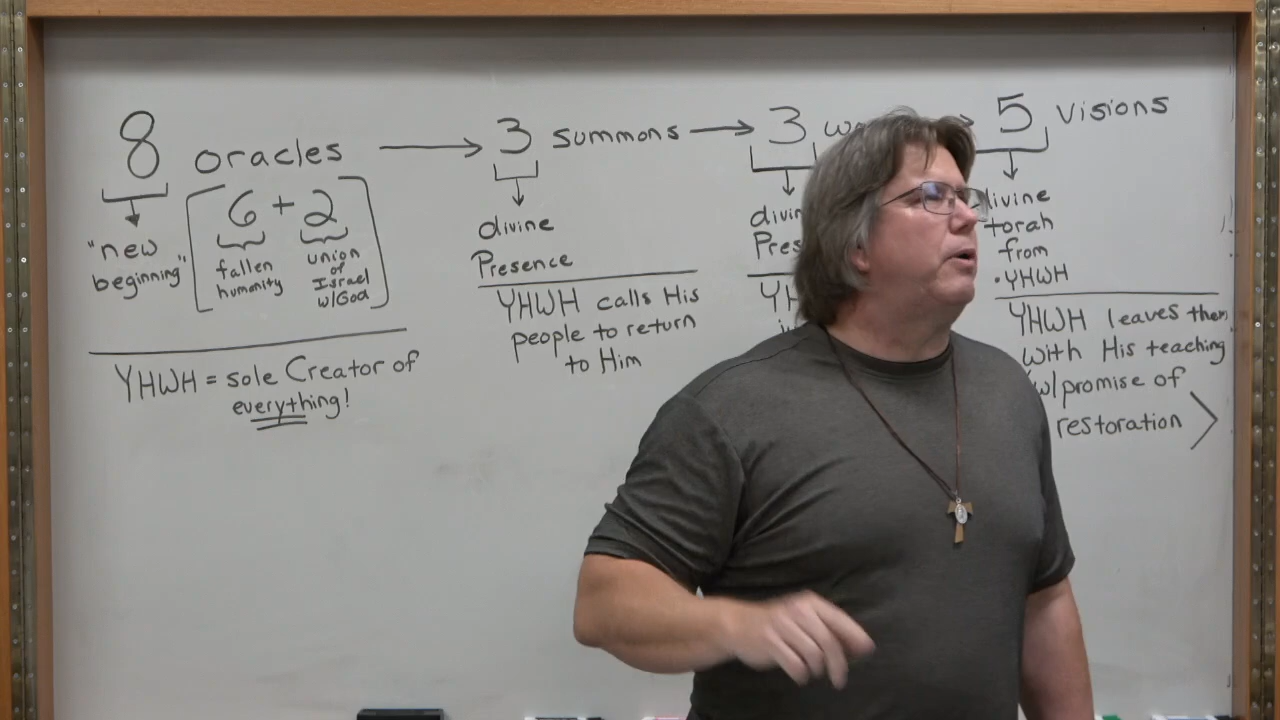 8 oracles → 3 summons → 3 → 5 Visions
"new
beginning"
[6 + 2]
fallen
humanity
union
of
Israel
w/God
YHWH = sole Creator of
everything!
divine
Presence
YHWH calls His
people to return
to Him
divine
torah
from
YHWH
YHWH leaves them
with His teaching
w/promise of
restoration >